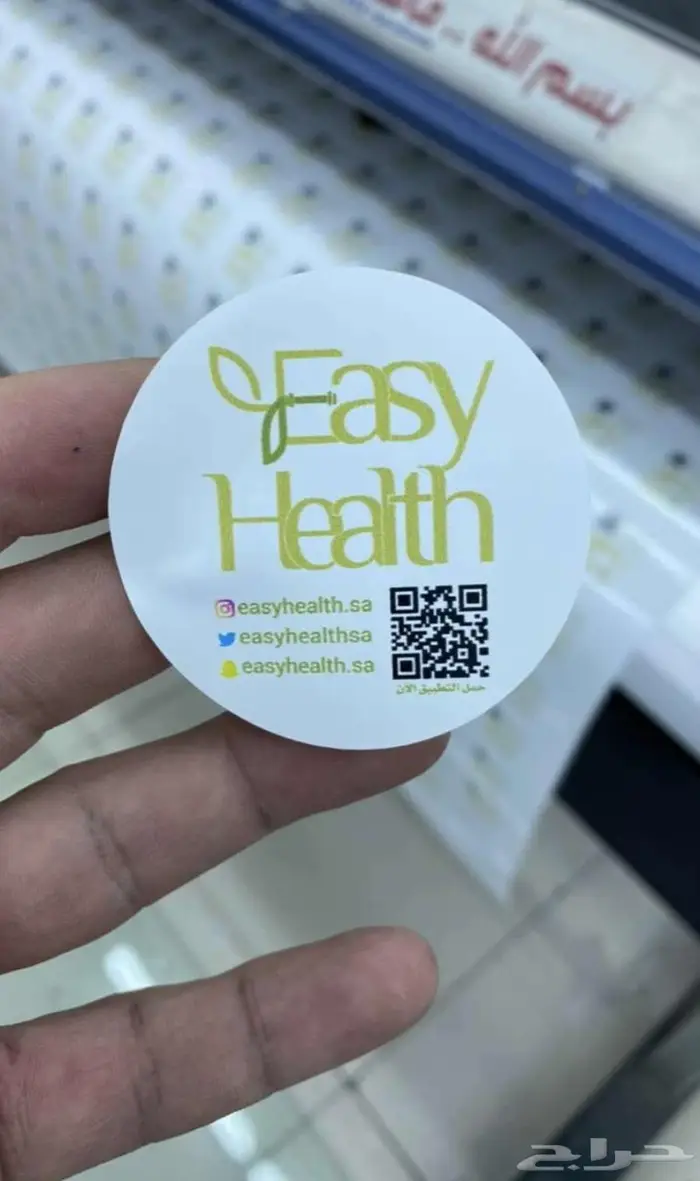 بسم الله
Easy
Health
easyhealth.sa
easyhealthsa
easyhealth.sa
حمل التطبيق الآن
حراج